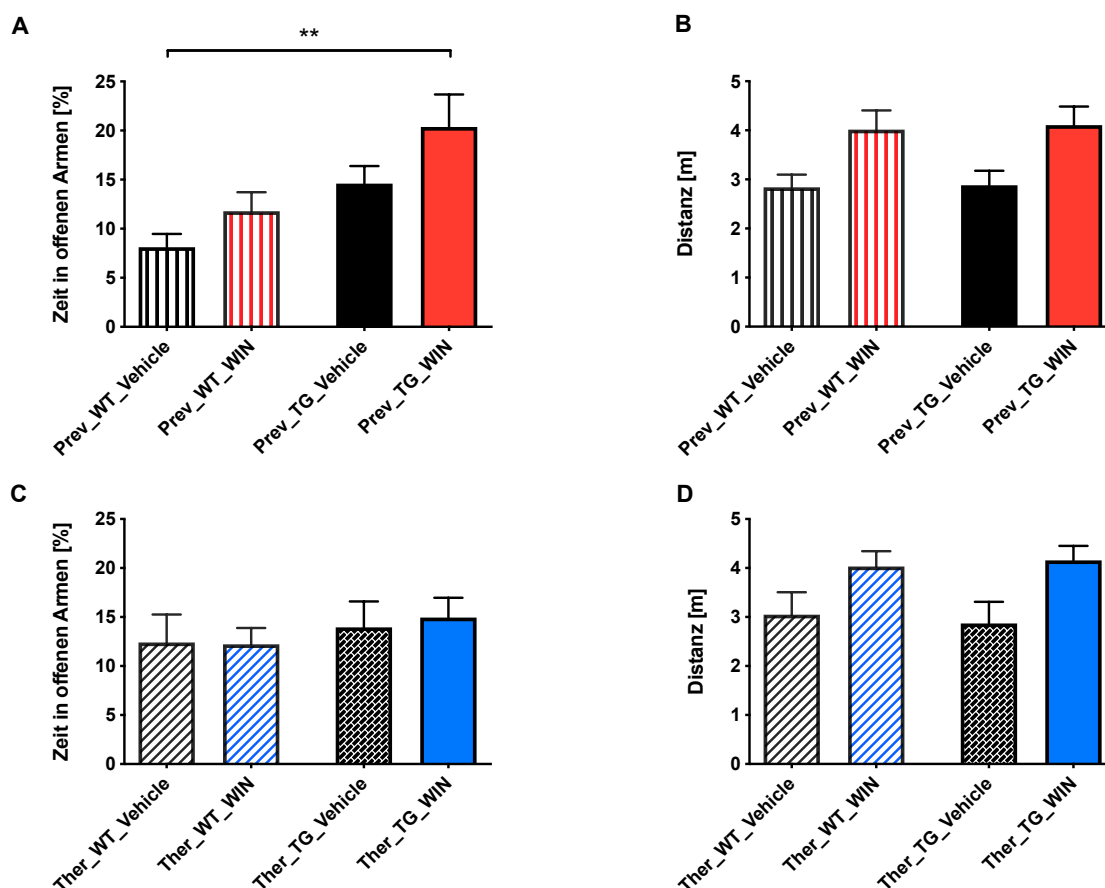 A
**
Zeit in offenen Armen [%]
25
20
15
10
5
0
Prev_WT_Vehicle
Prev_WT_WIN
Prev_TG_Vehicle
Prev_TG_WIN
B
Distanz [m]
5
4
3
2
1
0
Prev_WT_Vehicle
Prev_WT_WIN
Prev_TG_Vehicle
Prev_TG_WIN
C
Zeit in offenen Armen [%]
25
20
15
10
5
0
Ther_WT_Vehicle
Ther_WT_WIN
Ther_TG_Vehicle
Ther_TG_WIN
D
Distanz [m]
5
4
3
2
1
0
Ther_WT_Vehicle
Ther_WT_WIN
Ther_TG_Vehicle
Ther_TG_WIN